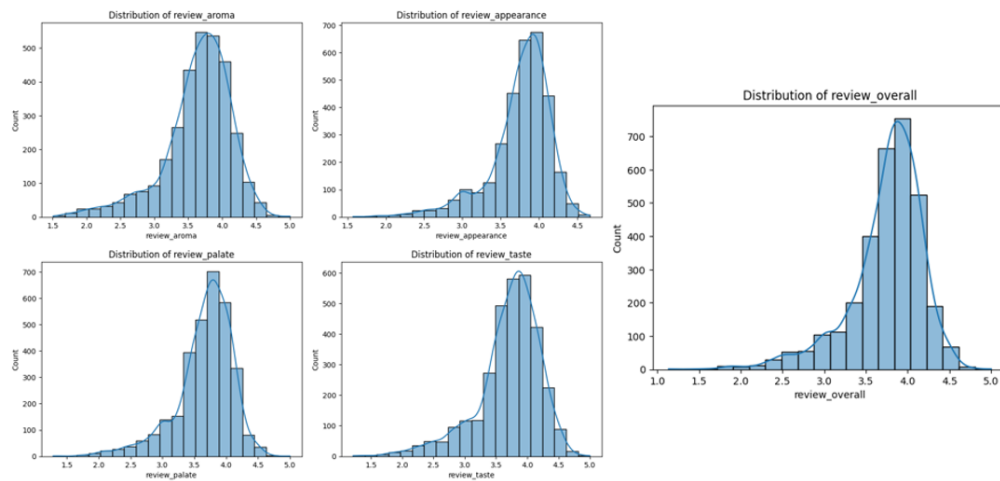 Distribution of review_aroma
Count
500
400
300
200
100
0
1.5 2.0 2.5 3.0 3.5 4.0 4.5 5.0
review_aroma
Distribution of review_appearance
Count
700
600
500
400
300
200
100
0
1.5 2.0 2.5 3.0 3.5 4.0 4.5
review_appearance
Distribution of review_palate
Count
700
600
500
400
300
200
100
0
1.5 2.0 2.5 3.0 3.5 4.0 4.5 5.0
review_palate
Distribution of review_taste
Count
600
500
400
300
200
100
0
1.5 2.0 2.5 3.0 3.5 4.0 4.5 5.0
review_taste
Distribution of review_overall
Count
700
600
500
400
300
200
100
0
1.0 1.5 2.0 2.5 3.0 3.5 4.0 4.5 5.0
review_overall